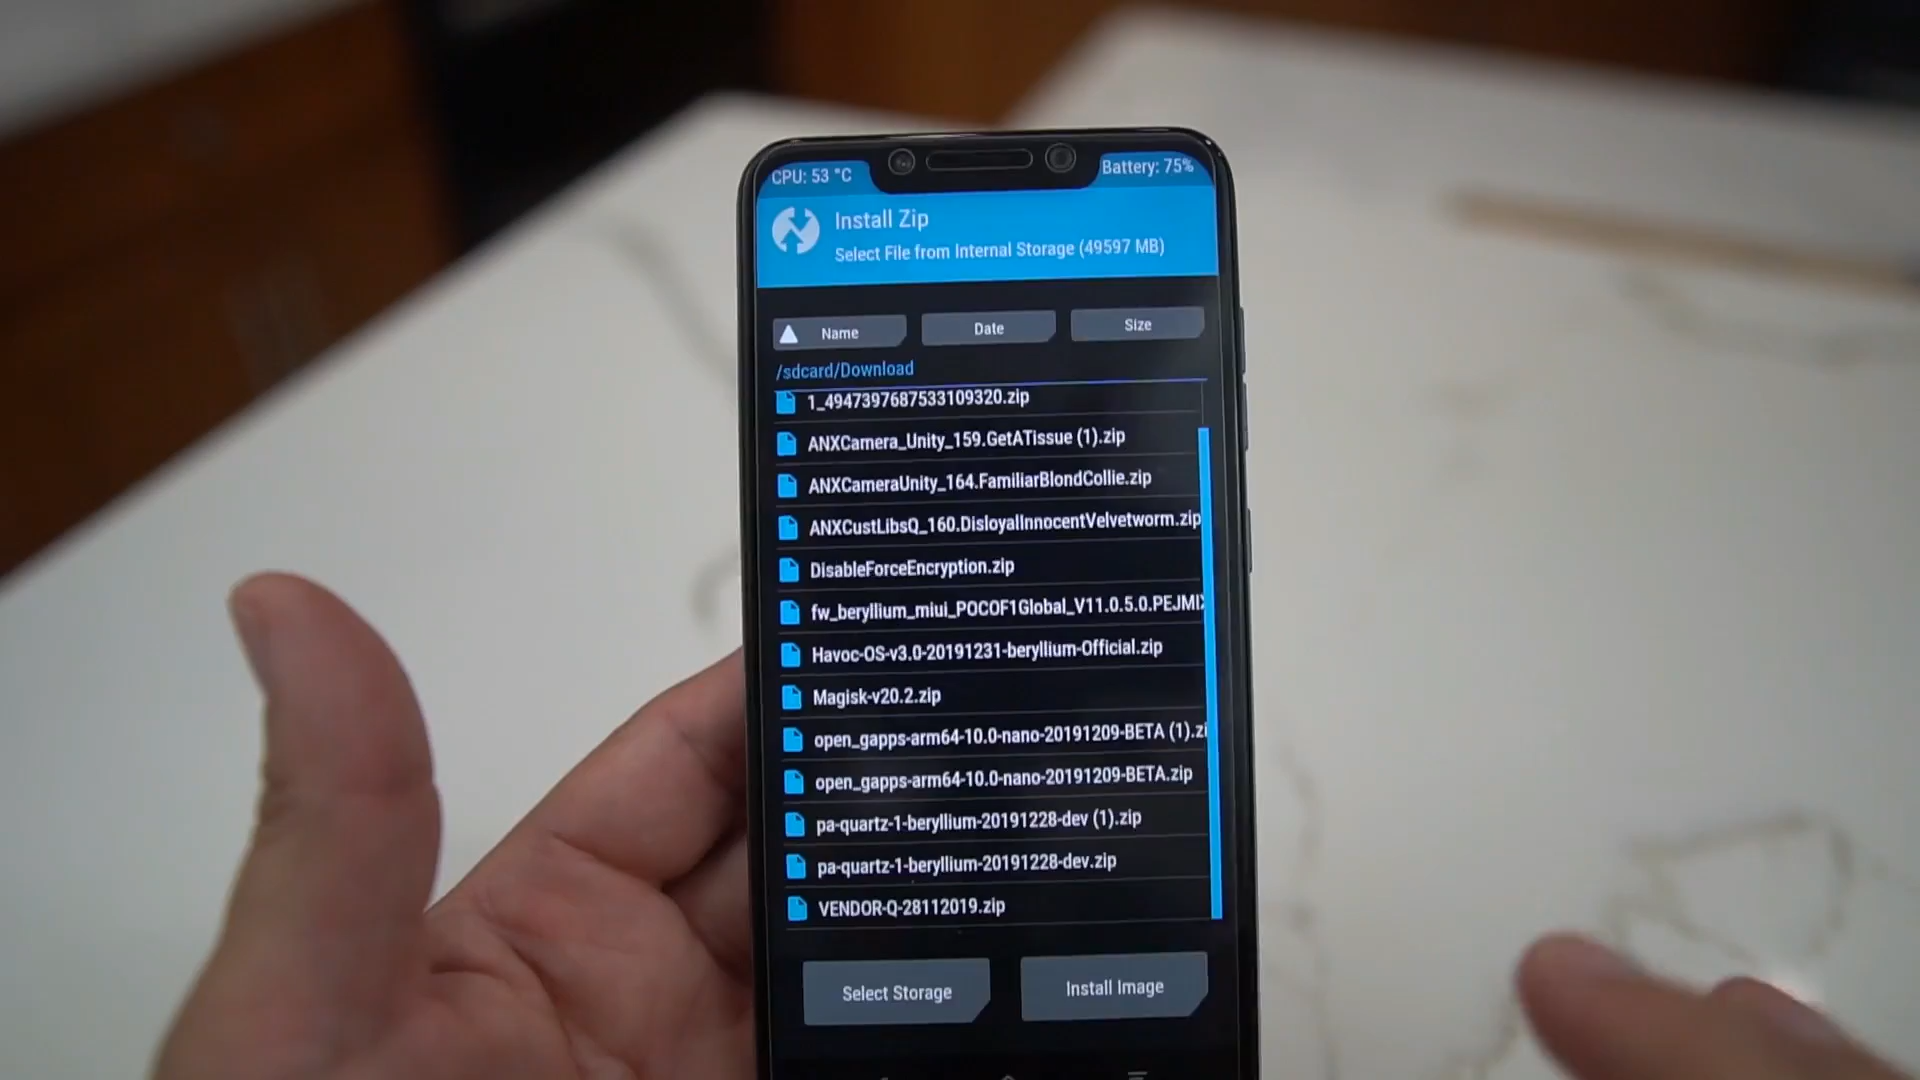 CPU: 53 °C
Battery: 75%
Install Zip
Select File from Internal Storage (49597 MB)
Name
Date
Size
/sdcard/Download
1_4947397687533109320.zip
ANXCamera_Unity_159.GetATissue (1).zip
ANXCameraUnity_164.FamiliarBlondCollie.zip
ANXCustLibsQ_160.DisloyalInnocentVelvetworm.zip
DisableForceEncryption.zip
fw_beryllium_miui_POCOF1Global_V11.0.5.0.PEJMI
Havoc-OS-v3.0-20191231-beryllium-Official.zip
Magisk-v20.2.zip
open_gapps-arm64-10.0-nano-20191209-BETA (1).zi
open_gapps-arm64-10.0-nano-20191209-BETA.zip
pa-quartz-1-beryllium-20191228-dev (1).zip
pa-quartz-1-beryllium-20191228-dev.zip
VENDOR-Q-28112019.zip
Select Storage
Install Image